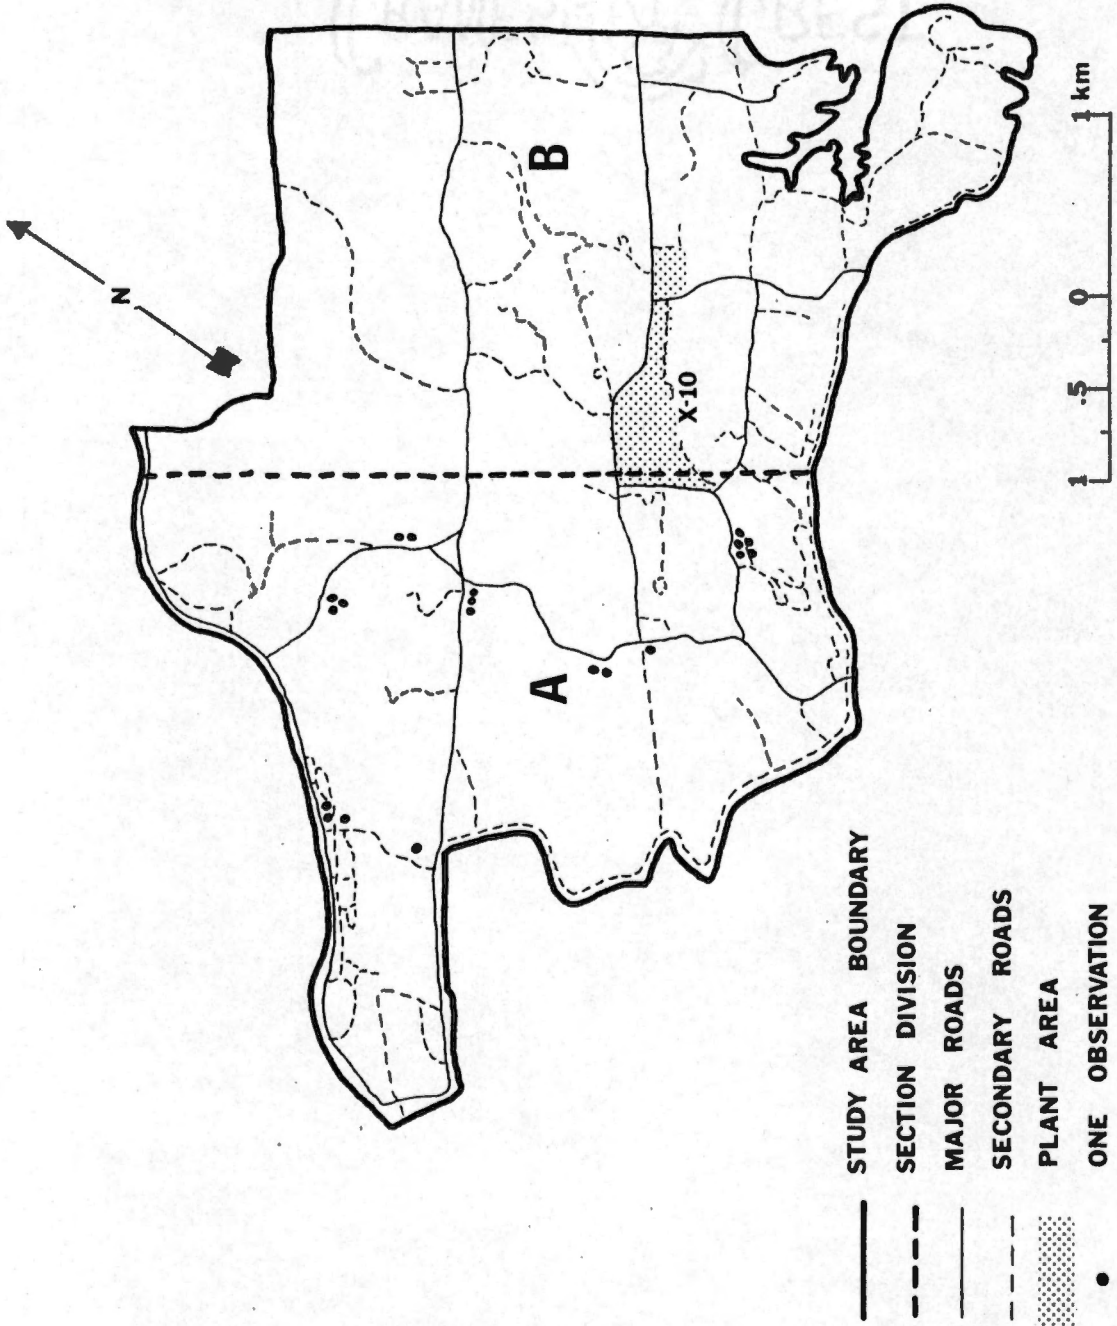 N
B
A
X-10
1 .5 0 1 km
STUDY AREA BOUNDARY
SECTION DIVISION
MAJOR ROADS
SECONDARY ROADS
PLANT AREA
ONE OBSERVATION